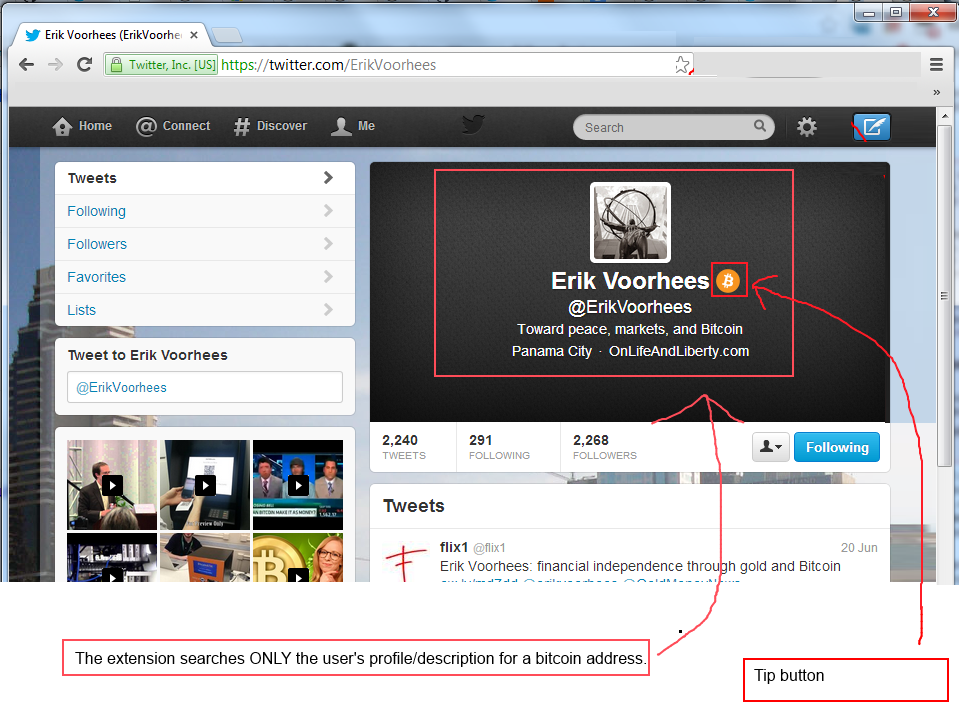 Erik Voorhees (ErikVoorhe
Twitter, Inc. [US] https://twitter.com/ErikVoorhees
Home Connect Discover Me Search
Tweets
Following
Followers
Favorites
Lists
Erik Voorhees
@ErikVoorhees
Toward peace, markets, and Bitcoin
Panama City · OnLifeAndLiberty.com
Tweet to Erik Voorhees
@ErikVoorhees
2,240 291 2,268
TWEETS FOLLOWING FOLLOWERS
Following
Tweets
flix1 @flix1 20 Jun
Erik Voorhees: financial independence through gold and Bitcoin
The extension searches ONLY the user's profile/description for a bitcoin address.
Tip button